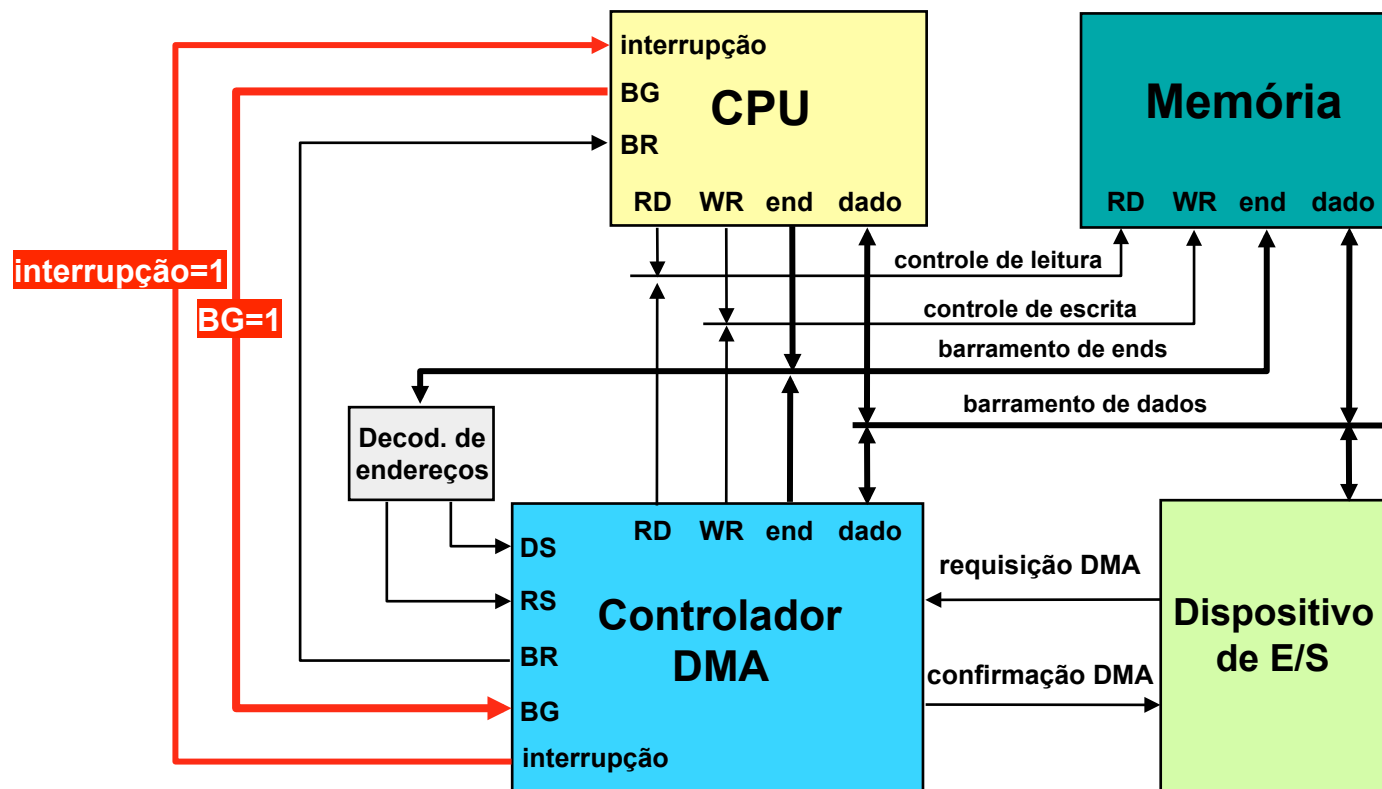 interrupção
BG
CPU
BR
RD WR end dado
Memória
RD WR end dado
interrupção=1
BG=1
controle de leitura
controle de escrita
barramento de ends
barramento de dados
Decod. de
endereços
RD WR end dado
DS
RS
BR
BG
interrupção
Controlador
DMA
requisição DMA
confirmação DMA
Dispositivo
de E/S